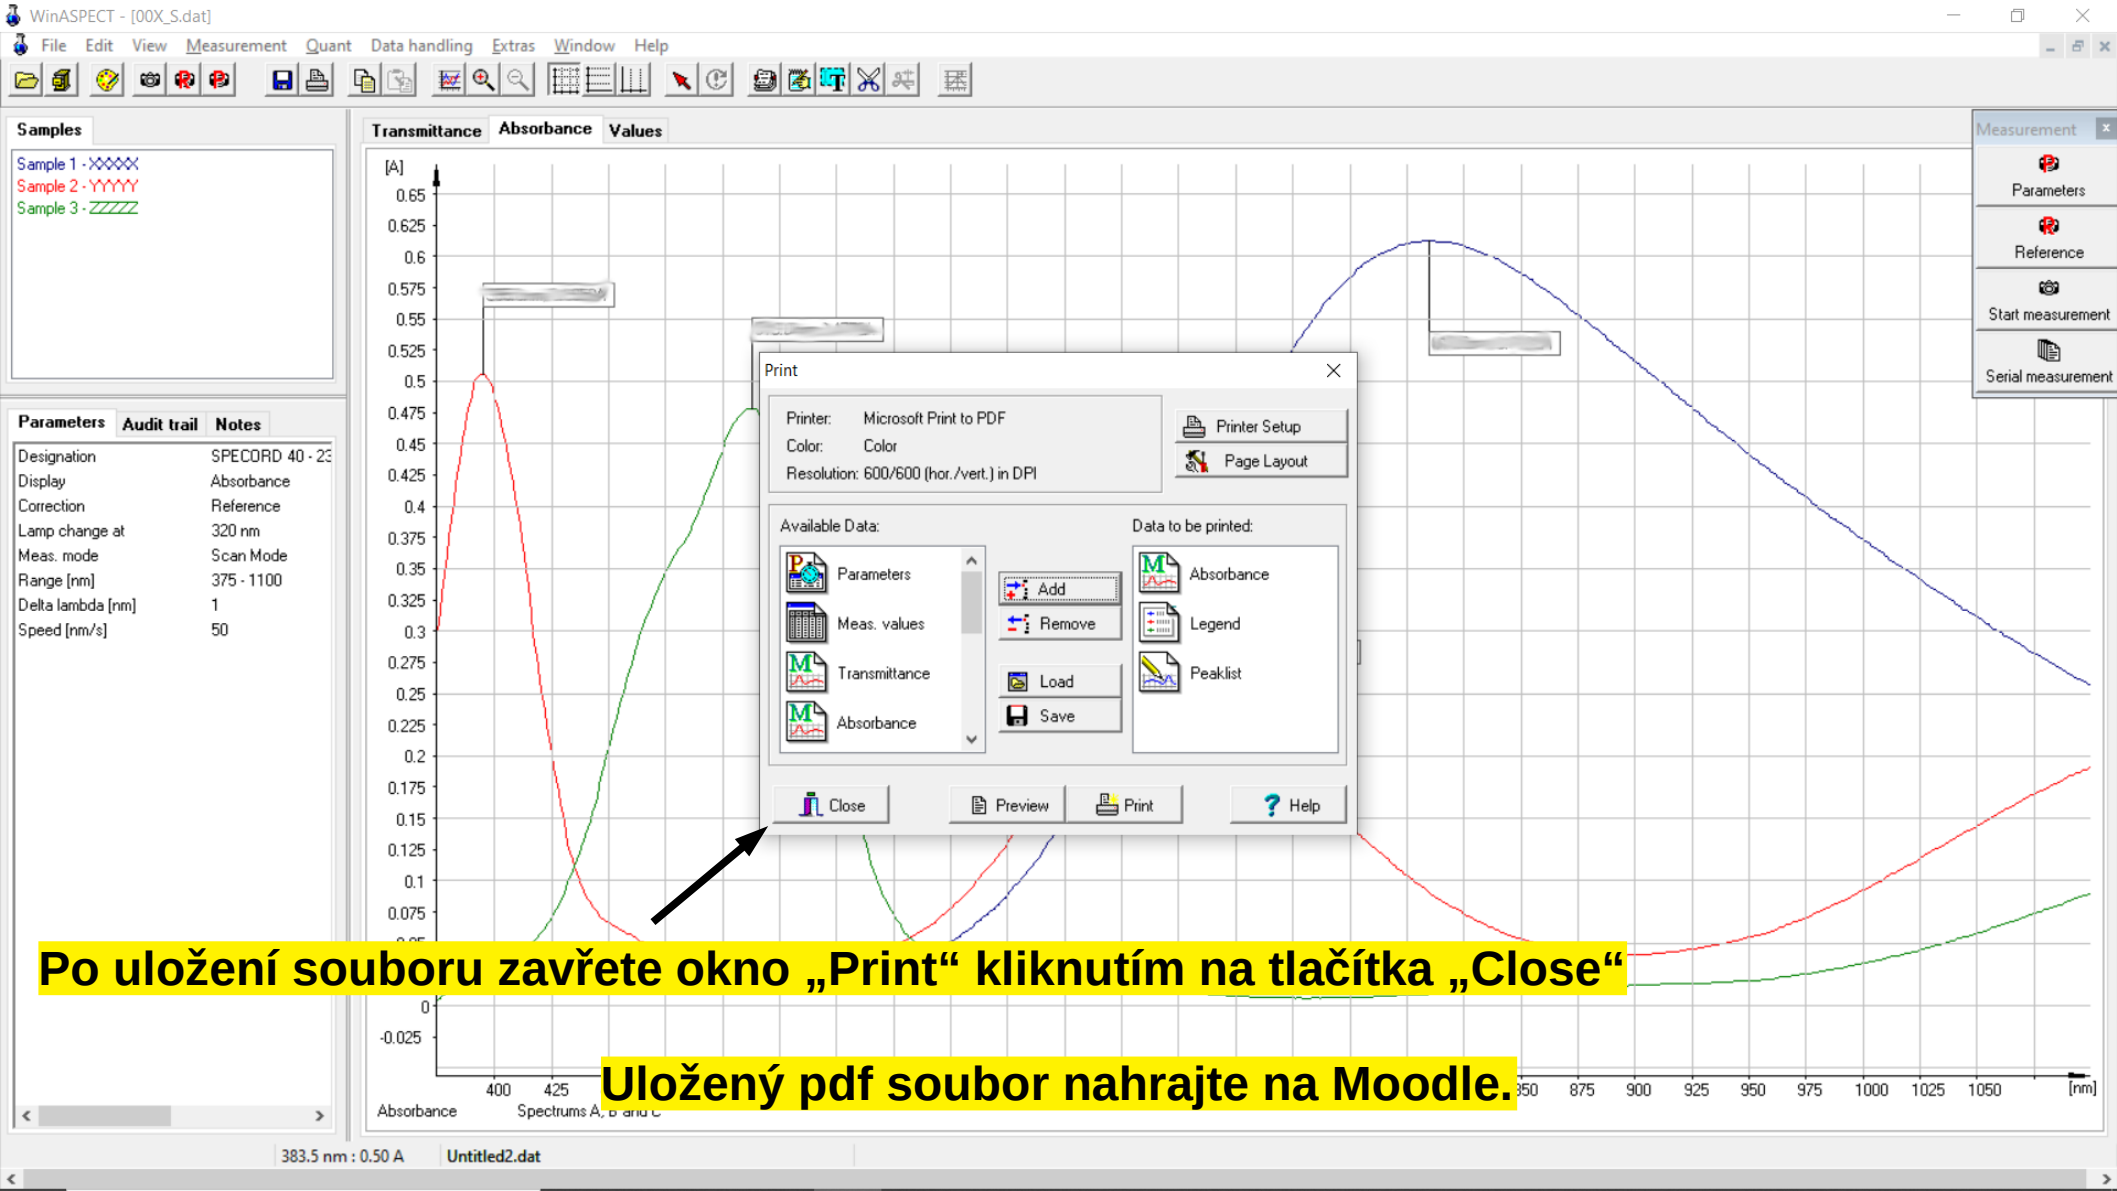 WinASPECT - [00X_S.dat]
File Edit View Measurement Quant Data handling Extras Window Help
Samples
Sample 1 - XXXXX
Sample 2 - YYYYY
Sample 3 - ZZZZZ
Parameters Audit trail Notes
Designation SPECORD 40 - 23
Display Absorbance
Correction Reference
Lamp change at 320 nm
Meas. mode Scan Mode
Range [nm] 375 - 1100
Delta lambda [nm] 1
Speed [nm/s] 50
Transmittance Absorbance Values
[A]
0.65
0.625
0.6
0.575
0.55
0.525
0.5
0.475
0.45
0.425
0.4
0.375
0.35
0.325
0.3
0.275
0.25
0.225
0.2
0.175
0.15
0.125
0.1
0.075
0
-0.025
Print
Printer: Microsoft Print to PDF
Color: Color
Resolution: 600/600 (hor./vert.) in DPI
Printer Setup
Page Layout
Available Data:
Parameters
Meas. values
Transmittance
Absorbance
Add
Remove
Load
Save
Data to be printed:
Absorbance
Legend
Peaklist
Close Preview Print Help
Measurement
Parameters
Reference
Start measurement
Serial measurement
Po uložení souboru zavřete okno „Print“ kliknutím na tlačítka „Close“
Uložený pdf soubor nahrajte na Moodle.
400 425 875 900 925 950 975 1000 1025 1050 [nm]
Absorbance Spectrums A,
383.5 nm : 0.50 A Untitled2.dat